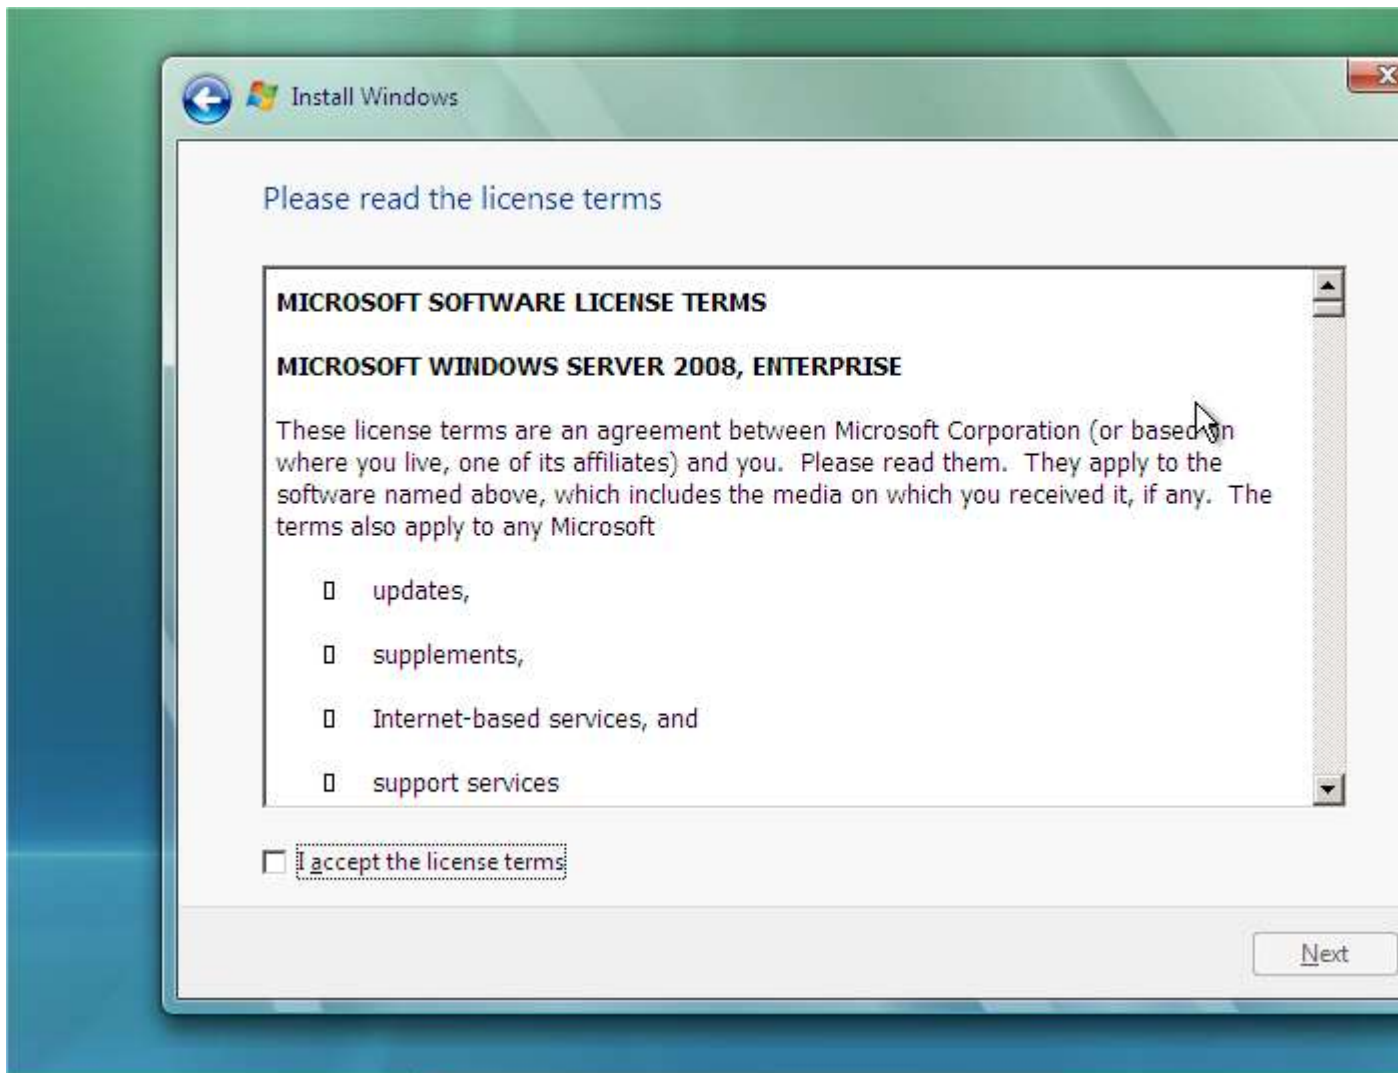 Install Windows
Please read the license terms
MICROSOFT SOFTWARE LICENSE TERMS
MICROSOFT WINDOWS SERVER 2008, ENTERPRISE
These license terms are an agreement between Microsoft Corporation (or based on
where you live, one of its affiliates) and you.  Please read them.  They apply to the
software named above, which includes the media on which you received it, if any.  The
terms also apply to any Microsoft
updates,
supplements,
Internet-based services, and
support services
I accept the license terms
Next